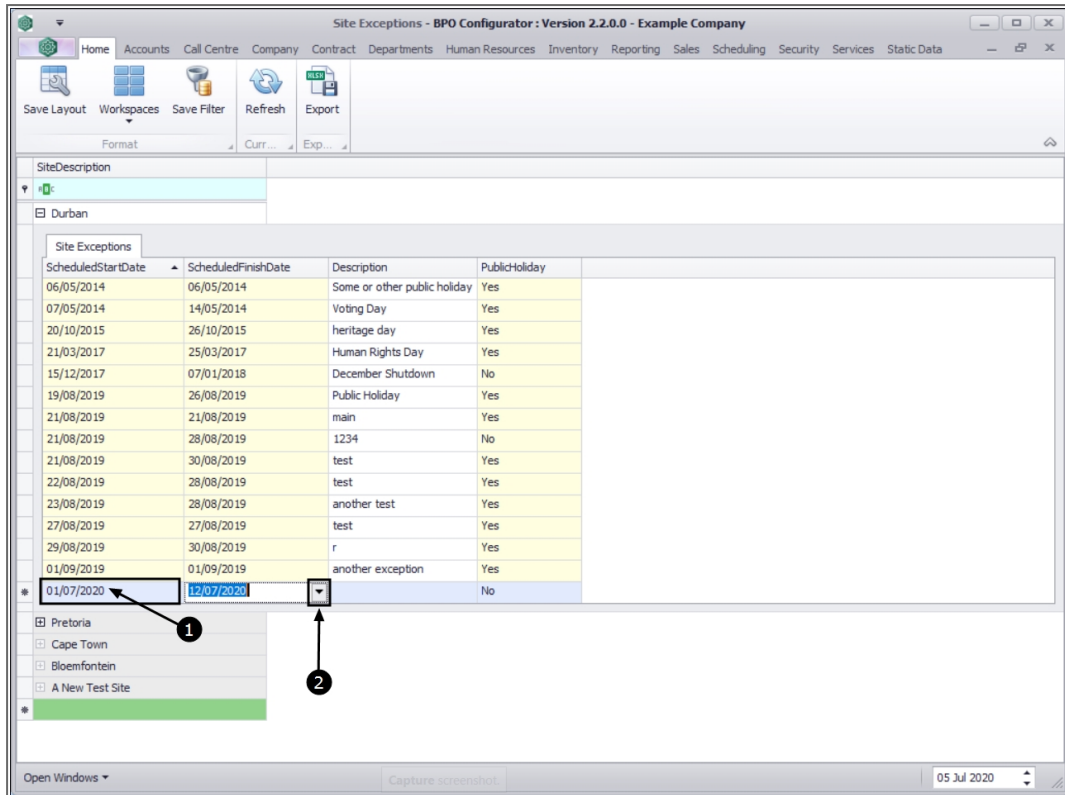 Site Exceptions - BPO Configurator : Version 2.2.0.0 - Example Company
Home Accounts Call Centre Company Contract Departments Human Resources Inventory Reporting Sales Scheduling Security Services Static Data
XLSX
Save Layout Workspaces Save Filter Refresh Export
Format Curr... Exp...
SiteDescription
Durban
Site Exceptions
ScheduledStartDate ScheduledFinishDate Description PublicHoliday
06/05/2014 06/05/2014 Some or other public holiday Yes
07/05/2014 14/05/2014 Voting Day Yes
20/10/2015 26/10/2015 heritage day Yes
21/03/2017 25/03/2017 Human Rights Day Yes
15/12/2017 07/01/2018 December Shutdown No
19/08/2019 26/08/2019 Public Holiday Yes
21/08/2019 21/08/2019 main Yes
21/08/2019 28/08/2019 1234 No
21/08/2019 30/08/2019 test Yes
22/08/2019 28/08/2019 test Yes
23/08/2019 28/08/2019 another test Yes
27/08/2019 27/08/2019 test Yes
29/08/2019 30/08/2019 r Yes
01/09/2019 01/09/2019 another exception Yes
01/07/2020 12/07/2020 No
Pretoria
1
Cape Town
Bloemfontein
2
A New Test Site
Open Windows Capture screenshot 05 Jul 2020